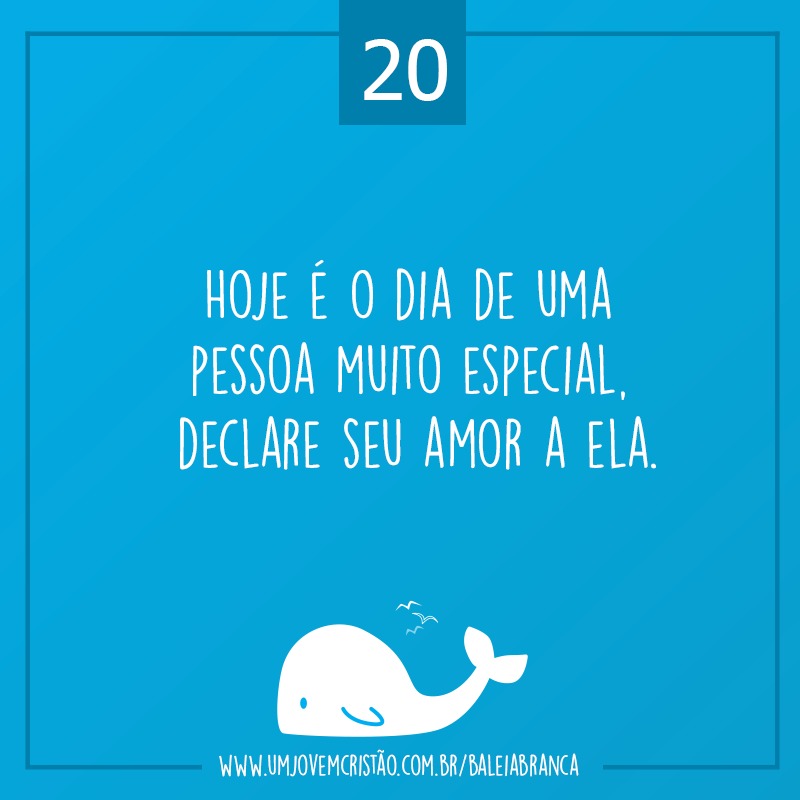 20
HOJE É O DIA DE UMA
PESSOA MUITO ESPECIAL,
DECLARE SEU AMOR A ELA.
WWW.UMJOVEMCRISTÃO.COM.BR/BALEIABRANCA